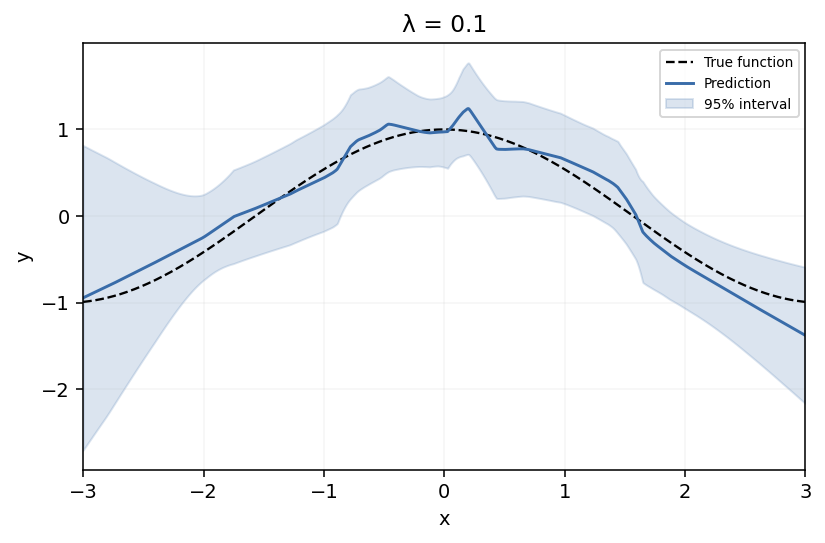 λ = 0.1
True function
Prediction
95% interval
y
1
0
−1
−2
−3
−2
−1
0
1
2
3
x